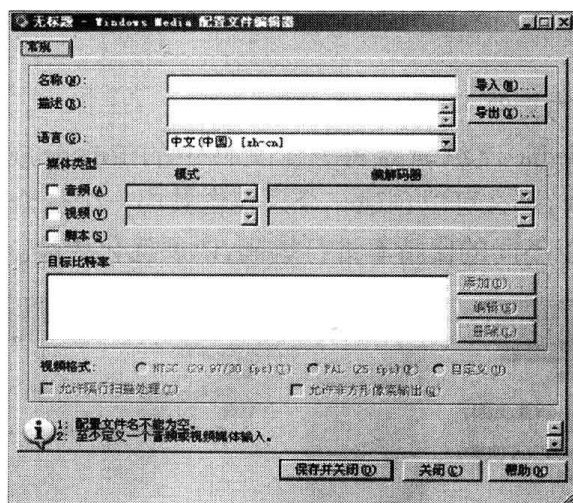 无标题 - Windows Media 配置文件编辑器
常规
名称(N):
导入(M)...
描述(R):
导出(X)...
语言(G):
中文(中国) [zh-cn]
媒体类型
模式 编解码器
音频(A)
视频(V)
脚本(S)
目标比特率
添加(D)...
编辑(E)
删除(L)
视频格式: NTSC (29.97/30 fps)(T) PAL (25 fps)(P) 自定义(U)
允许隔行扫描处理(I)
允许非方形像素输出
1: 配置文件名不能为空。
2: 至少定义一个音频或视频媒体输入。
保存并关闭(O) 关闭(C) 帮助(H)